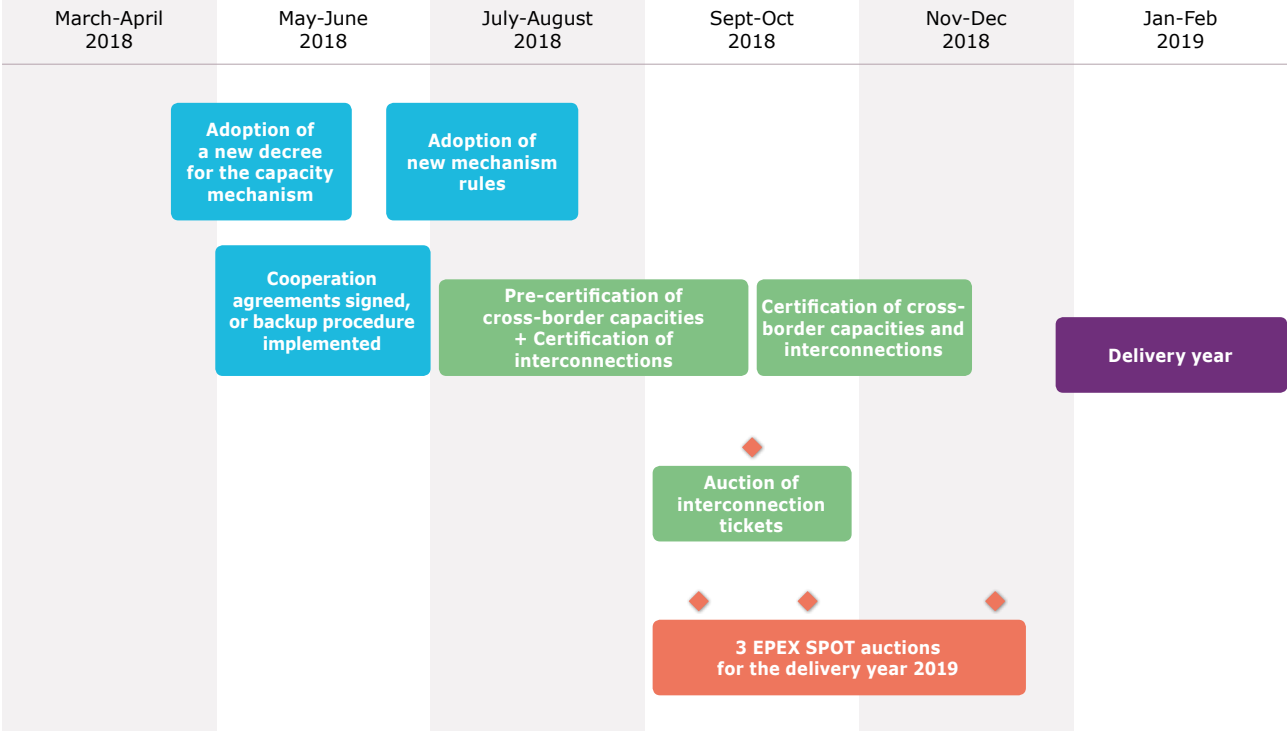 March-April
2018
May-June
2018
July-August
2018
Sept-Oct
2018
Nov-Dec
2018
Jan-Feb
2019
Adoption of
a new decree
for the capacity
mechanism
Adoption of
new mechanism
rules
Cooperation
agreements signed,
or backup procedure
implemented
Pre-certification of
cross-border capacities
+ Certification of
interconnections
Certification of cross-
border capacities and
interconnections
Delivery year
Auction of
interconnection
tickets
3 EPEX SPOT auctions
for the delivery year 2019